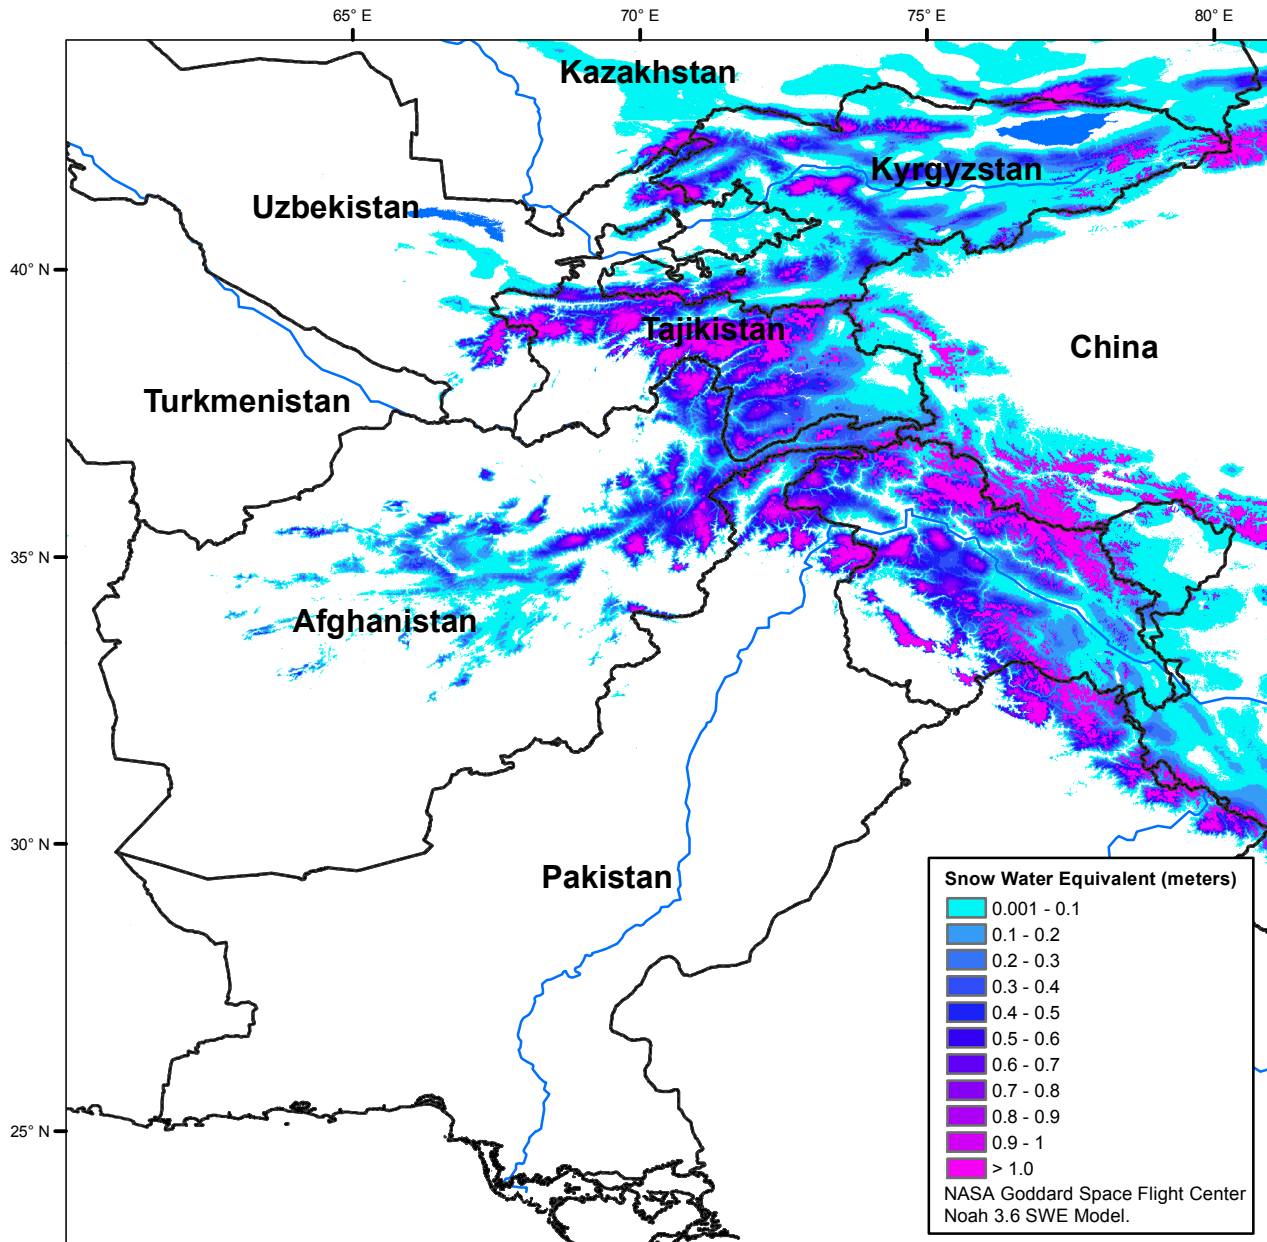 65° E
70° E
75° E
80° E
Kazakhstan
Kyrgyzstan
Uzbekistan
40° N
Tajikistan
China
Turkmenistan
35° N
Afghanistan
30° N
Pakistan
25° N
Snow Water Equivalent (meters)
0.001 - 0.1
0.1 - 0.2
0.2 - 0.3
0.3 - 0.4
0.4 - 0.5
0.5 - 0.6
0.6 - 0.7
0.7 - 0.8
0.8 - 0.9
0.9 - 1
> 1.0
NASA Goddard Space Flight Center
Noah 3.6 SWE Model.